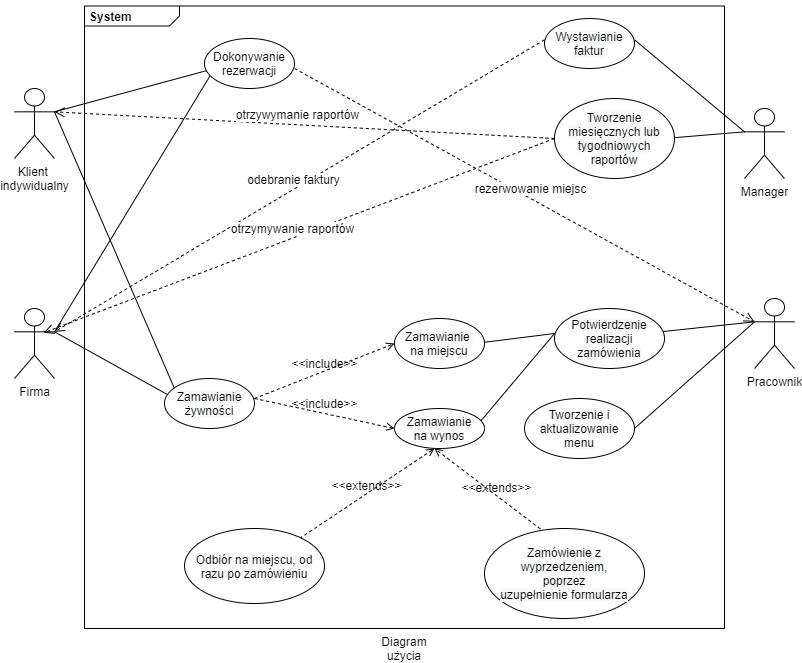 System
Dokonywanie
rezerwacji
Wystawianie
faktur
otrzywymanie raportów
Tworzenie
miesięcznych lub
tygodniowych
raportów
Klient
indywidualny
odebranie faktury
rezerwowanie miejsc
Manager
otrzymywanie raportów
Zamawianie
na miejscu
Potwierdzenie
realizacji
zamówienia
<<include>>
Firma
Pracownik
Zamawianie
żywności
<<include>>
Zamawianie
na wynos
Tworzenie i
aktualizowanie
menu
<<extends>>
<<extends>>
Odbiór na miejscu, od
razu po zamówieniu
Zamówienie z
wyprzedzeniem,
poprzez
uzupełnienie formularza
Diagram
użycia